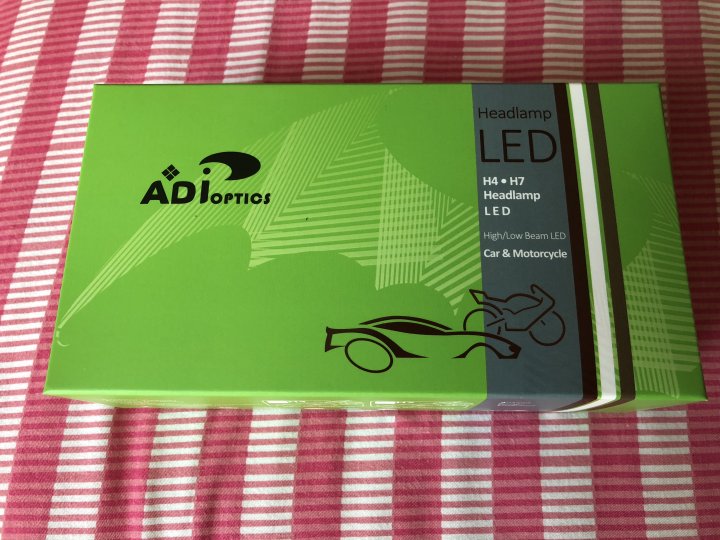 ADi OPTICS
Headlamp
LED
H4 • H7
Headlamp
LED
High/Low Beam LED
Car & Motorcycle